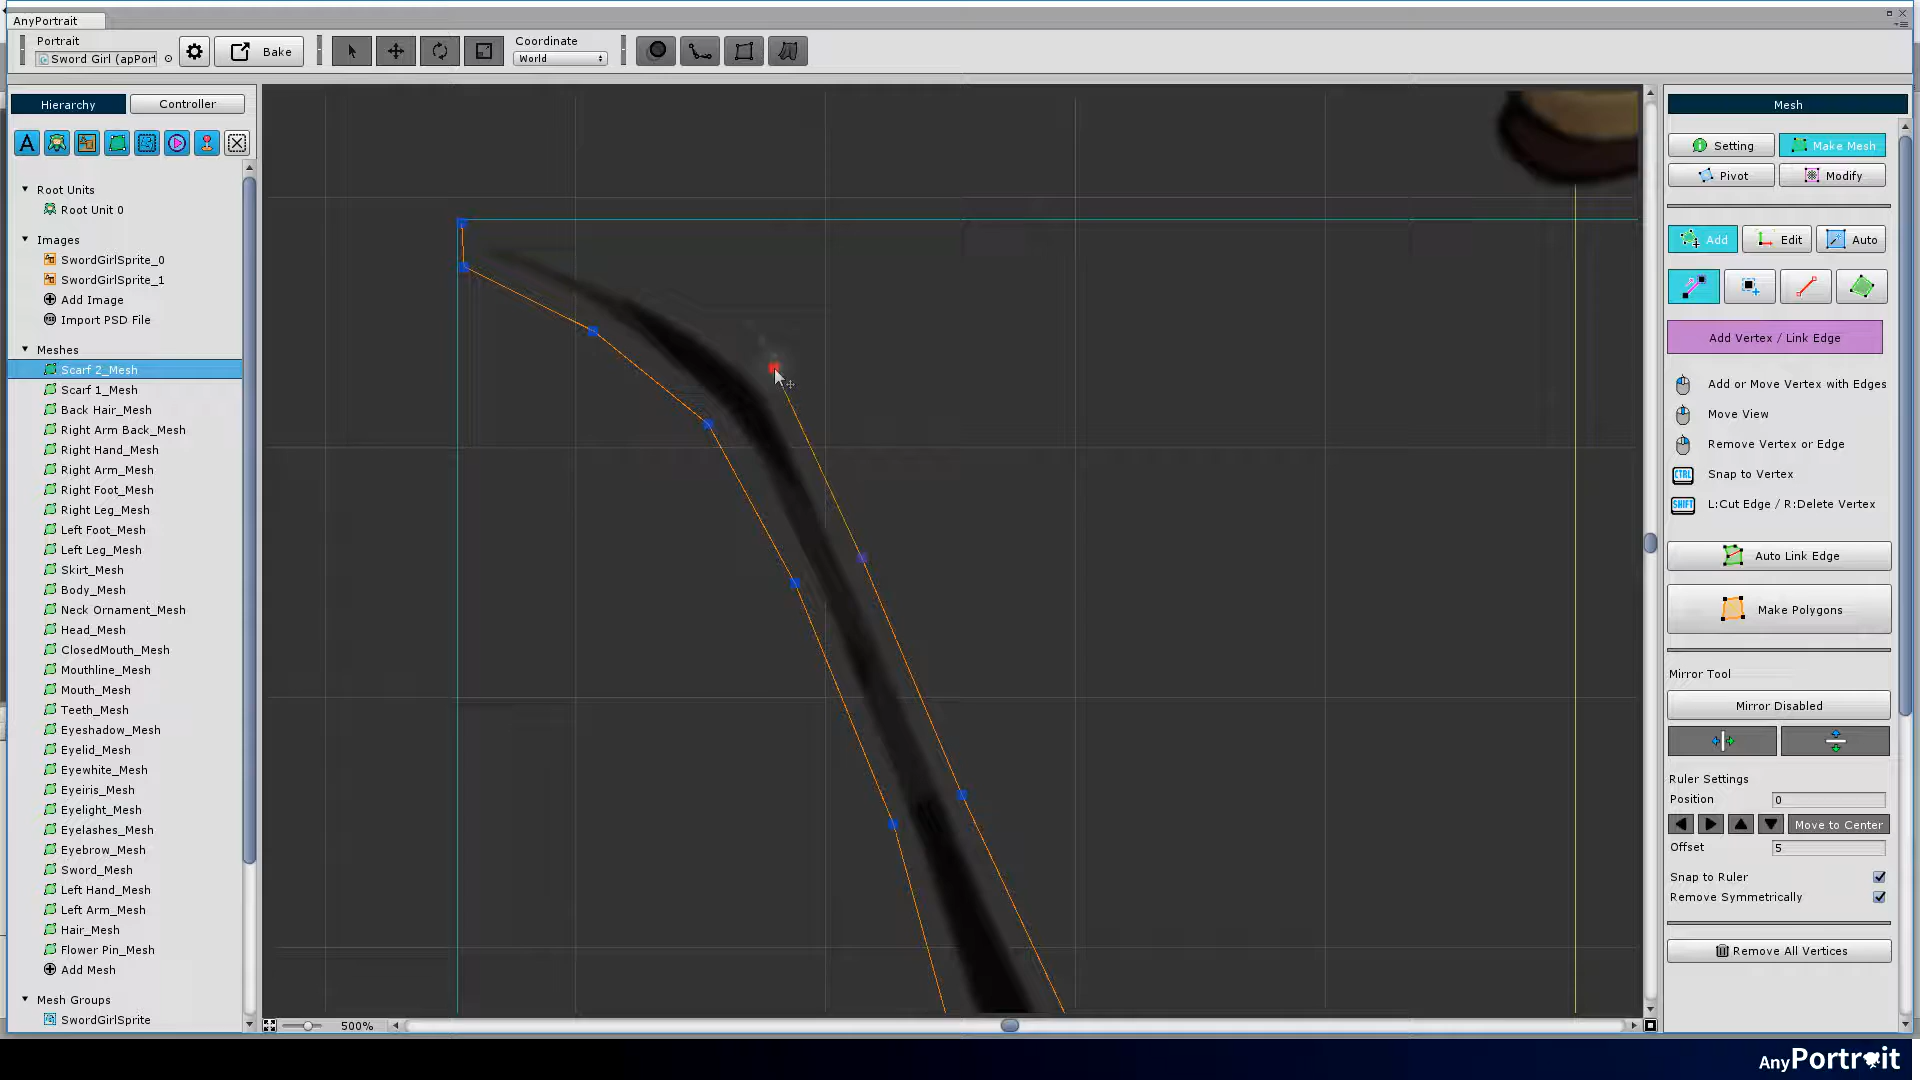 AnyPortrait
Portrait
Sword Girl (apPort
Bake
Coordinate
World
Hierarchy
Controller
Root Units
Root Unit 0
Images
SwordGirlSprite_0
SwordGirlSprite_1
Add Image
Import PSD File
Meshes
Scarf 2_Mesh
Scarf 1_Mesh
Back Hair_Mesh
Right Arm Back_Mesh
Right Hand_Mesh
Right Arm_Mesh
Right Foot_Mesh
Right Leg_Mesh
Left Foot_Mesh
Left Leg_Mesh
Skirt_Mesh
Body_Mesh
Neck Ornament_Mesh
Head_Mesh
ClosedMouth_Mesh
Mouthline_Mesh
Mouth_Mesh
Teeth_Mesh
Eyeshadow_Mesh
Eyelid_Mesh
Eyewhite_Mesh
Eyeiris_Mesh
Eyelight_Mesh
Eyelashes_Mesh
Eyebrow_Mesh
Sword_Mesh
Left Hand_Mesh
Left Arm_Mesh
Hair_Mesh
Flower Pin_Mesh
Add Mesh
Mesh Groups
SwordGirlSprite
500%
Mesh
Setting
Make Mesh
Pivot
Modify
Add
Edit
Auto
Add Vertex / Link Edge
Add or Move Vertex with Edges
Move View
Remove Vertex or Edge
CTRL Snap to Vertex
SHIFT L:Cut Edge / R:Delete Vertex
Auto Link Edge
Make Polygons
Mirror Tool
Mirror Disabled
Ruler Settings
Position 0
Move to Center
Offset 5
Snap to Ruler
Remove Symmetrically
Remove All Vertices
AnyPortrait